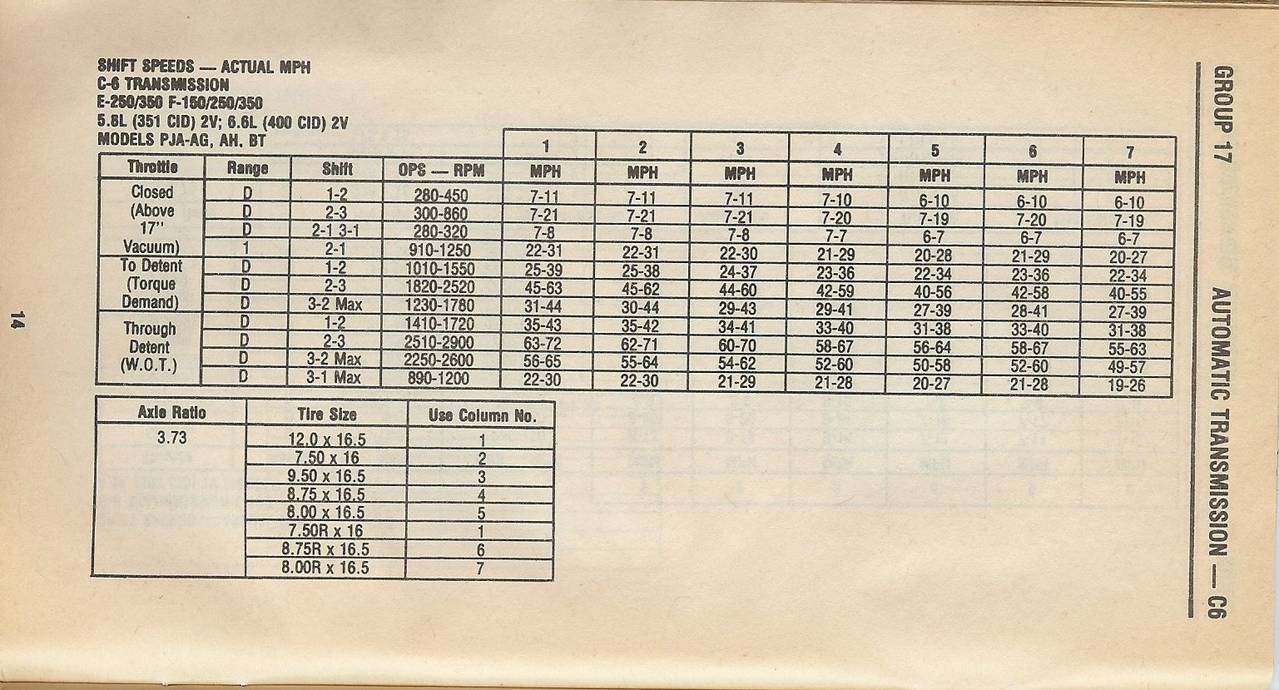 SHIFT SPEEDS — ACTUAL MPH
C-6 TRANSMISSION
E-250/350 F-150/250/350
5.8L (351 CID) 2V; 6.6L (400 CID) 2V
MODELS PJA-AG, AH, BT
1 2 3 4 5 6 7
Throttle Range Shift OPS — RPM MPH MPH MPH MPH MPH MPH MPH
Closed D 1-2 280-450 7-11 7-11 7-11 7-10 6-10 6-10 6-10
(Above D 2-3 300-860 7-21 7-21 7-21 7-20 7-19 7-20 7-19
17" D 2-1 3-1 280-320 7-8 7-8 7-8 7-7 6-7 6-7 6-7
Vacuum) 1 2-1 910-1250 22-31 22-31 22-30 21-29 20-28 21-29 20-27
To Detent D 1-2 1010-1550 25-39 25-38 24-37 23-36 22-34 23-36 22-34
(Torque D 2-3 1820-2520 45-63 45-62 44-60 42-59 40-56 42-58 40-55
Demand) D 3-2 Max 1230-1780 31-44 30-44 29-43 29-41 27-39 28-41 27-39
Through D 1-2 1410-1720 35-43 35-42 34-41 33-40 31-38 33-40 31-38
Detent D 2-3 2510-2900 63-72 62-71 60-70 58-67 56-64 58-67 55-63
(W.O.T.) D 3-2 Max 2250-2600 56-65 55-64 54-62 52-60 50-58 52-60 49-57
D 3-1 Max 890-1200 22-30 22-30 21-29 21-28 20-27 21-28 19-26
Axle Ratio Tire Size Use Column No.
3.73 12.0 x 16.5 1
7.50 x 16 2
9.50 x 16.5 3
8.75 x 16.5 4
8.00 x 16.5 5
7.50R x 16 1
8.75R x 16.5 6
8.00R x 16.5 7
GROUP 17 AUTOMATIC TRANSMISSION — C6
14